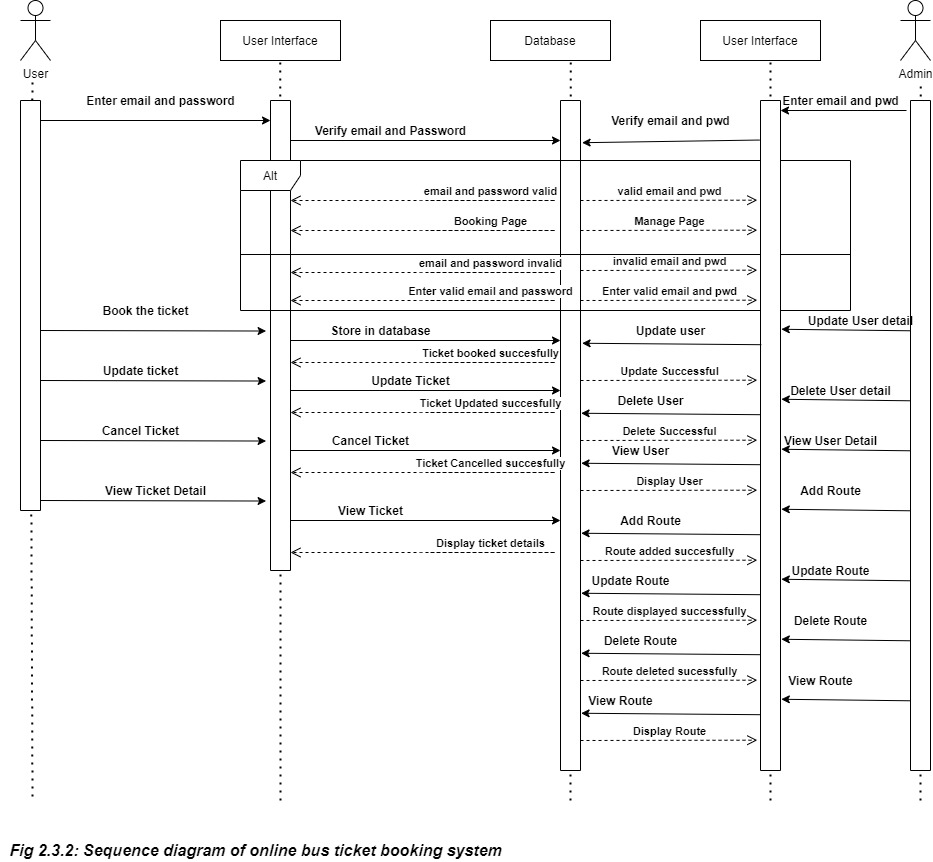 User
User Interface
Database
User Interface
Admin
Enter email and password
Enter email and pwd
Verify email and Password
Verify email and pwd
Alt
email and password valid
valid email and pwd
Booking Page
Manage Page
email and password invalid
invalid email and pwd
Enter valid email and password
Enter valid email and pwd
Book the ticket
Update User detail
Store in database
Update user
Ticket booked succesfully
Update ticket
Update Successful
Update Ticket
Delete User detail
Ticket Updated succesfully
Delete User
Cancel Ticket
Delete Successful
Cancel Ticket
View User Detail
View User
Ticket Cancelled succesfully
Display User
View Ticket Detail
Add Route
View Ticket
Add Route
Display ticket details
Route added succesfully
Update Route
Update Route
Route displayed successfully
Delete Route
Delete Route
Route deleted sucessfully
View Route
View Route
Display Route
Fig 2.3.2: Sequence diagram of online bus ticket booking system